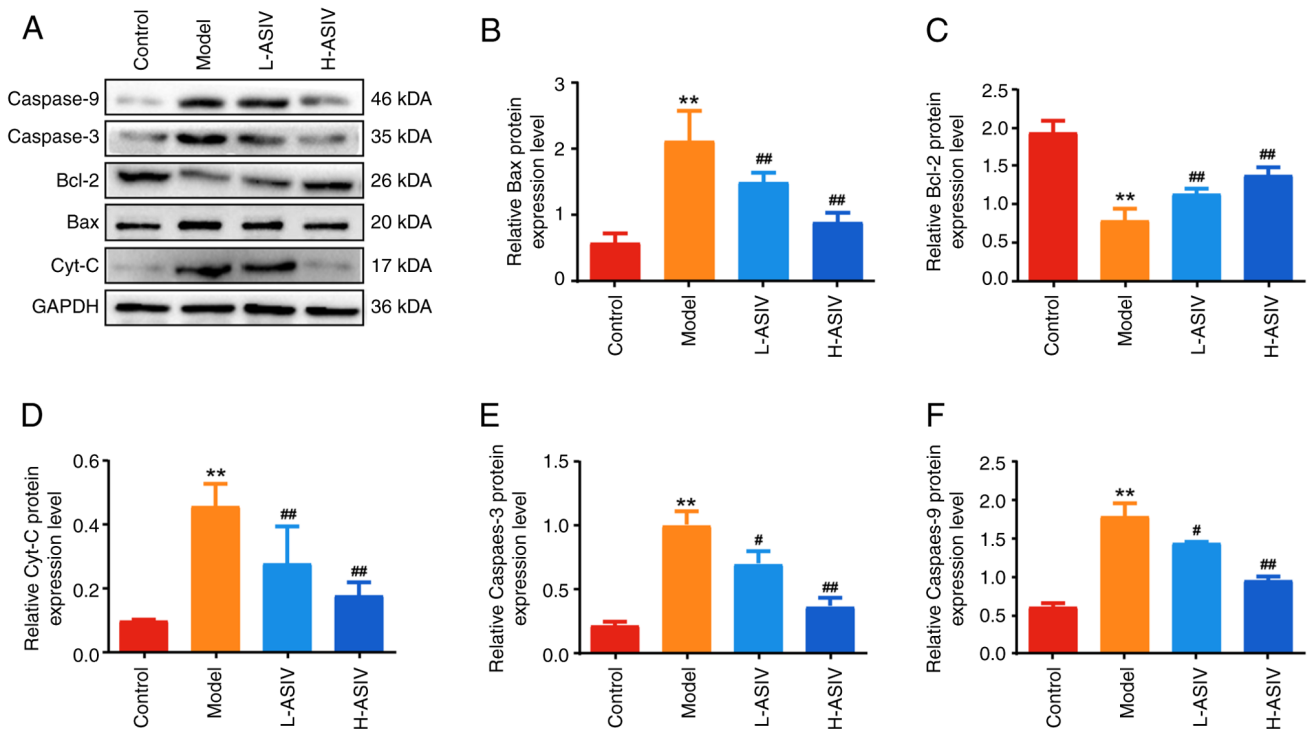 A
Control
Model
L-ASIV
H-ASIV
Caspase-9
46 kDA
Caspase-3
35 kDA
Bcl-2
26 kDA
Bax
20 kDA
Cyt-C
17 kDA
GAPDH
36 kDA
B
Relative Bax protein
expression level
3
2
1
0
**
##
##
Control
Model
L-ASIV
H-ASIV
C
Relative Bcl-2 protein
expression level
2.5
2.0
1.5
1.0
0.5
0.0
**
##
##
Control
Model
L-ASIV
H-ASIV
D
Relative Cyt-C protein
expression level
0.6
0.4
0.2
0.0
**
##
##
Control
Model
L-ASIV
H-ASIV
E
Relative Caspaes-3 protein
expression level
1.5
1.0
0.5
0.0
**
#
##
Control
Model
L-ASIV
H-ASIV
F
Relative Caspaes-9 protein
expression level
2.5
2.0
1.5
1.0
0.5
0.0
**
#
##
Control
Model
L-ASIV
H-ASIV